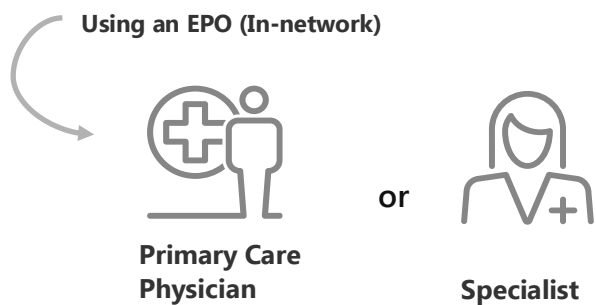 Using an EPO (In-network)
or
Primary Care
Physician
Specialist